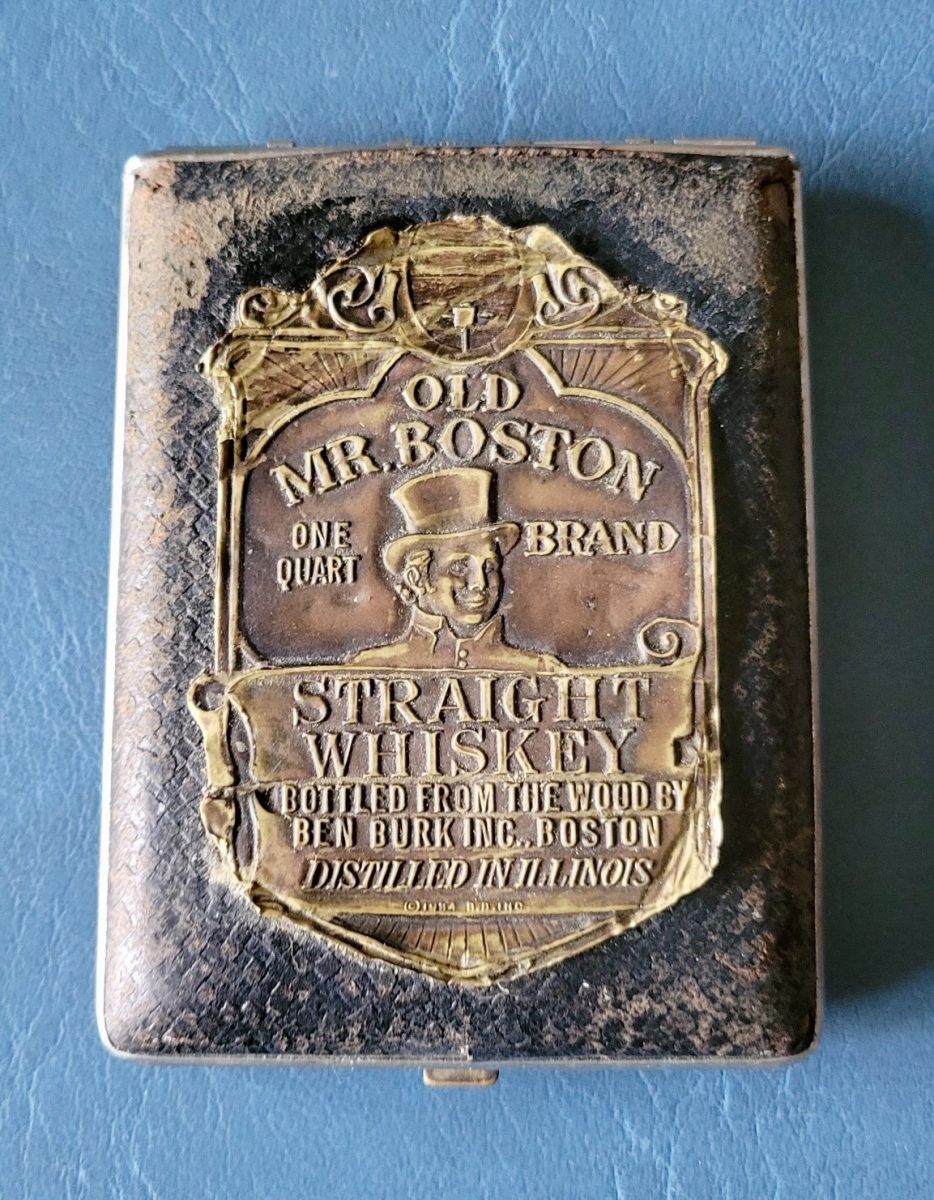 OLD
MR. BOSTON
ONE
QUART
BRAND
STRAIGHT
WHISKEY
BOTTLED FROM THE WOOD BY
BEN BURK INC., BOSTON
DISTILLED IN ILLINOIS